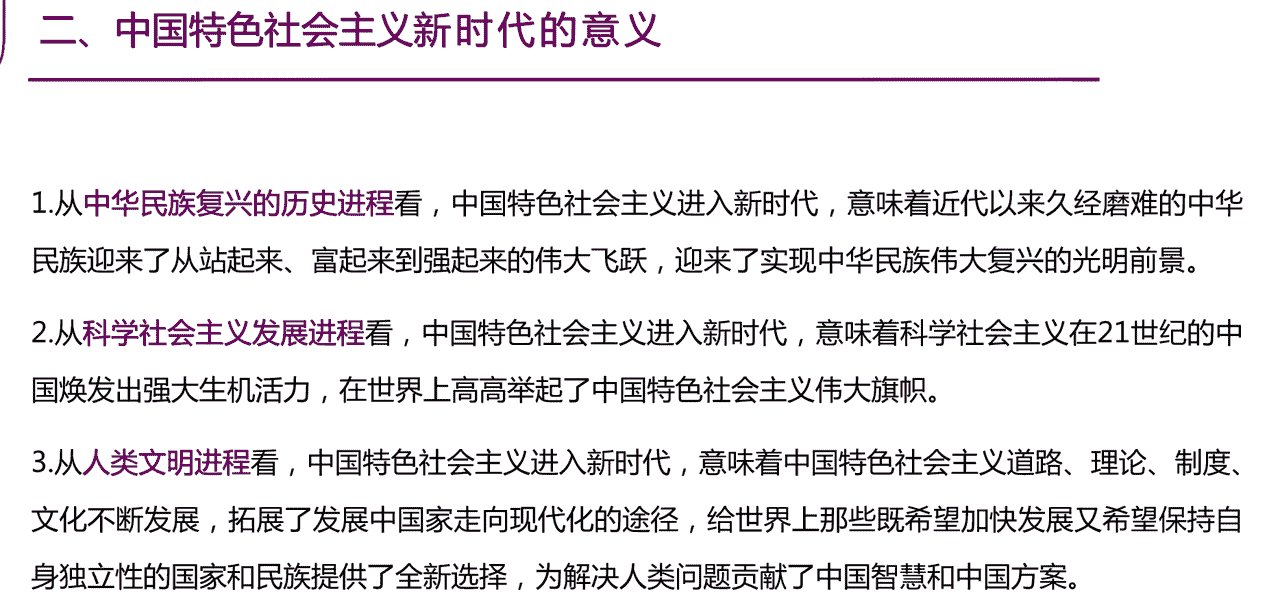 二、中国特色社会主义新时代的意义
1.从中华民族复兴的历史进程看，中国特色社会主义进入新时代，意味着近代以来久经磨难的中华
民族迎来了从站起来、富起来到强起来的伟大飞跃，迎来了实现中华民族伟大复兴的光明前景。
2.从科学社会主义发展进程看，中国特色社会主义进入新时代，意味着科学社会主义在21世纪的中
国焕发出强大生机活力，在世界上高高举起了中国特色社会主义伟大旗帜。
3.从人类文明进程看，中国特色社会主义进入新时代，意味着中国特色社会主义道路、理论、制度、
文化不断发展，拓展了发展中国家走向现代化的途径，给世界上那些既希望加快发展又希望保持自
身独立性的国家和民族提供了全新选择，为解决人类问题贡献了中国智慧和中国方案。